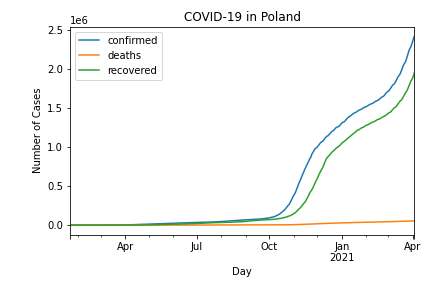 COVID-19 in Poland
1e6
2.5
2.0
1.5
1.0
0.5
0.0
Number of Cases
confirmed
deaths
recovered
Apr Jul Oct Jan Apr
2021
Day